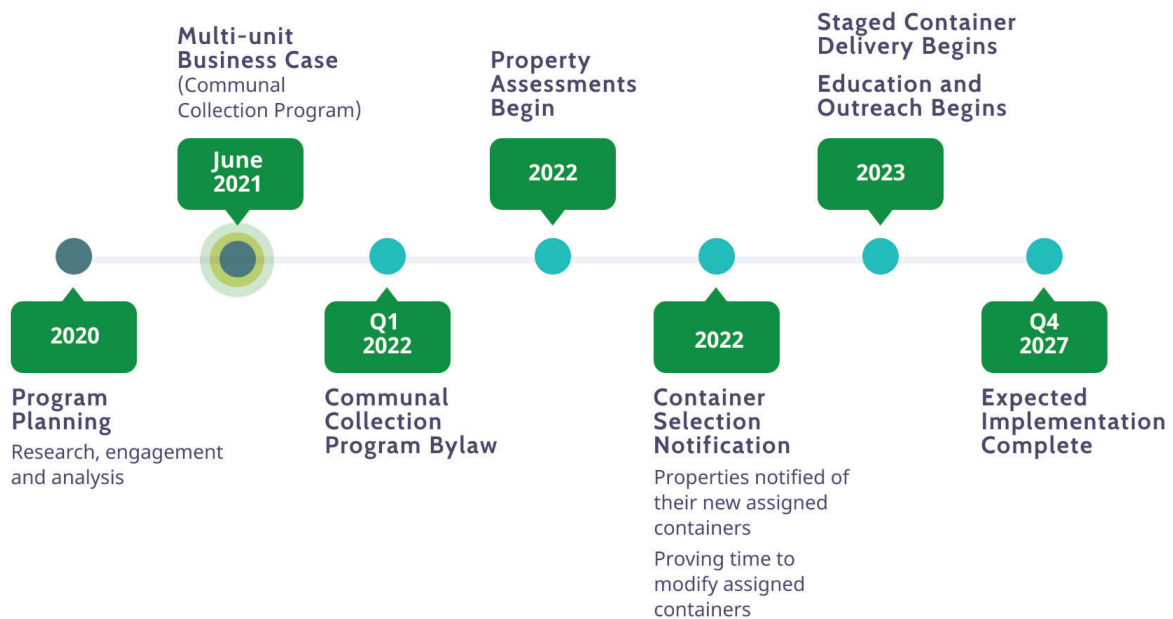 2020
Program
Planning
Research, engagement
and analysis
Multi-unit
Business Case
(Communal
Collection Program)
June
2021
Q1
2022
Communal
Collection
Program Bylaw
Property
Assessments
Begin
2022
2022
Container
Selection
Notification
Properties notified of
their new assigned
containers
Proving time to
modify assigned
containers
Staged Container
Delivery Begins
Education and
Outreach Begins
2023
Q4
2027
Expected
Implementation
Complete